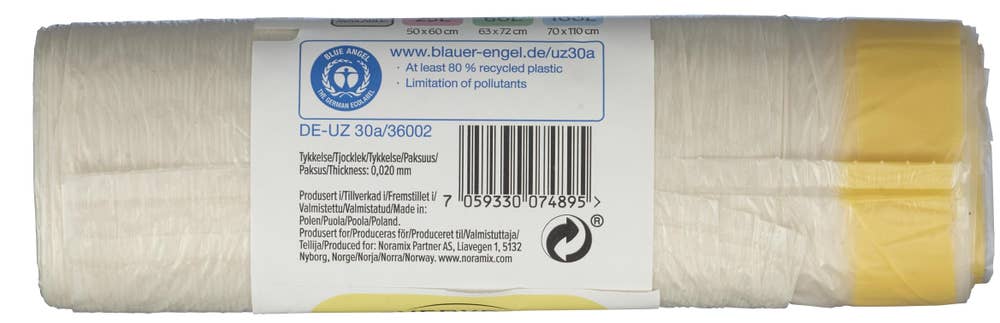 50 x 60 cm 63 x 72 cm 70 x 110 cm
BLUE ANGEL
THE GERMAN ECOLABEL
www.blauer-engel.de/uz30a
· At least 80 % recycled plastic
· Limitation of pollutants
DE-UZ 30a/36002
Tykkelse/Tjocklek/Tykkelse/Paksuus/
Paksus/Thickness: 0,020 mm
Produsert i/Tillverkad i/Fremstillet i/
Valmistettu/Valmistatud/Made in:
Polen/Puola/Poola/Poland.
Produsert for/Produceras för/Produceret til/Valmistuttaja/
Tellija/Produced for: Noramix Partner AS, Liavegen 1, 5132
Nyborg, Norge/Norja/Norra/Norway. www.noramix.com
7 059330 074895 >
®